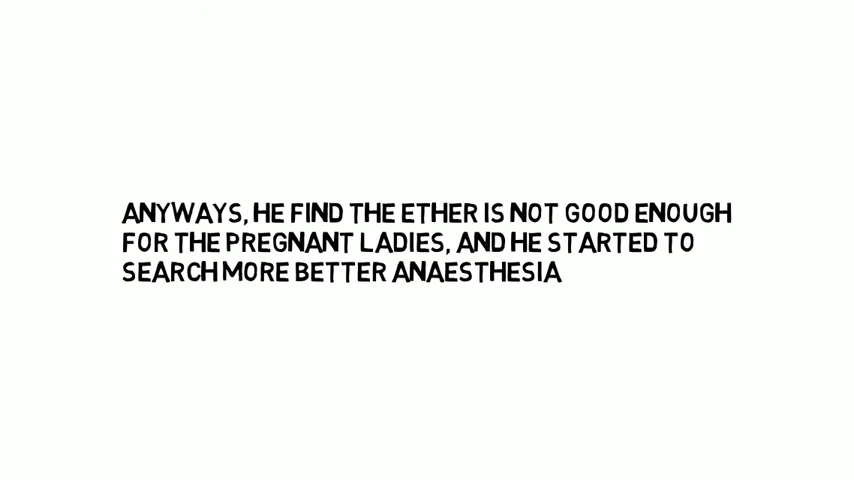 ANYWAYS, HE FIND THE ETHER IS NOT GOOD ENOUGH
FOR THE PREGNANT LADIES, AND HE STARTED TO
SEARCH MORE BETTER ANAESTHESIA